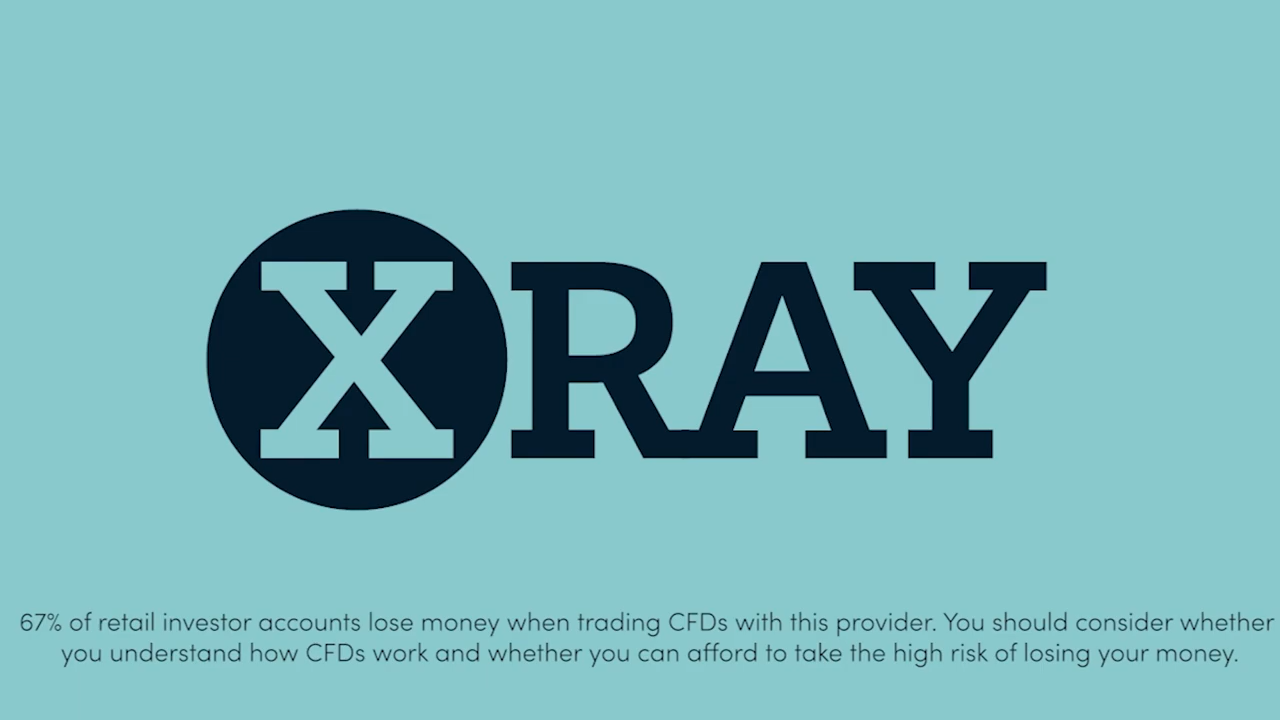 XRAY
67% of retail investor accounts lose money when trading CFDs with this provider. You should consider whether
you understand how CFDs work and whether you can afford to take the high risk of losing your money.